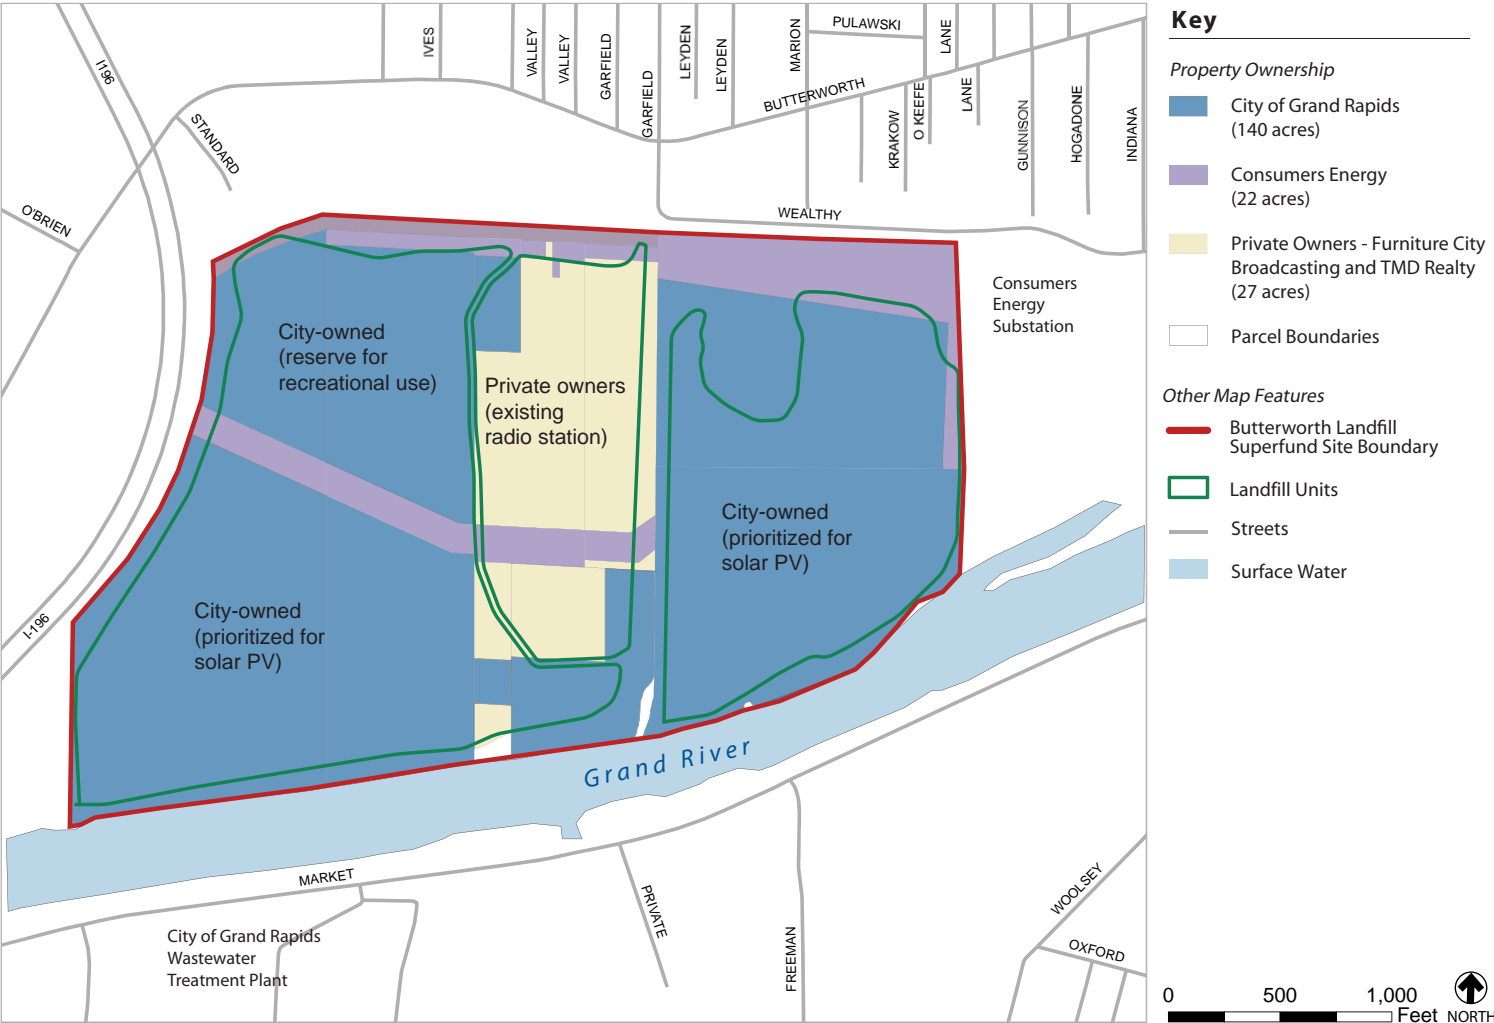 I196
IVES
VALLEY
VALLEY
GARFIELD
GARFIELD
LEYDEN
LEYDEN
MARION
PULAWSKI
LANE
BUTTERWORTH
KRAKOW
O KEEFE
LANE
GUNNISON
HOGADONE
INDIANA
STANDARD
O'BRIEN
WEALTHY
Consumers
Energy
Substation
City-owned
(reserve for
recreational use)
Private owners
(existing
radio station)
City-owned
(prioritized for
solar PV)
City-owned
(prioritized for
solar PV)
I-196
Grand River
MARKET
PRIVATE
FREEMAN
WOOLSEY
OXFORD
City of Grand Rapids
Wastewater
Treatment Plant
Key
Property Ownership
City of Grand Rapids
(140 acres)
Consumers Energy
(22 acres)
Private Owners - Furniture City
Broadcasting and TMD Realty
(27 acres)
Parcel Boundaries
Other Map Features
Butterworth Landfill
Superfund Site Boundary
Landfill Units
Streets
Surface Water
0 500 1,000
Feet NORTH